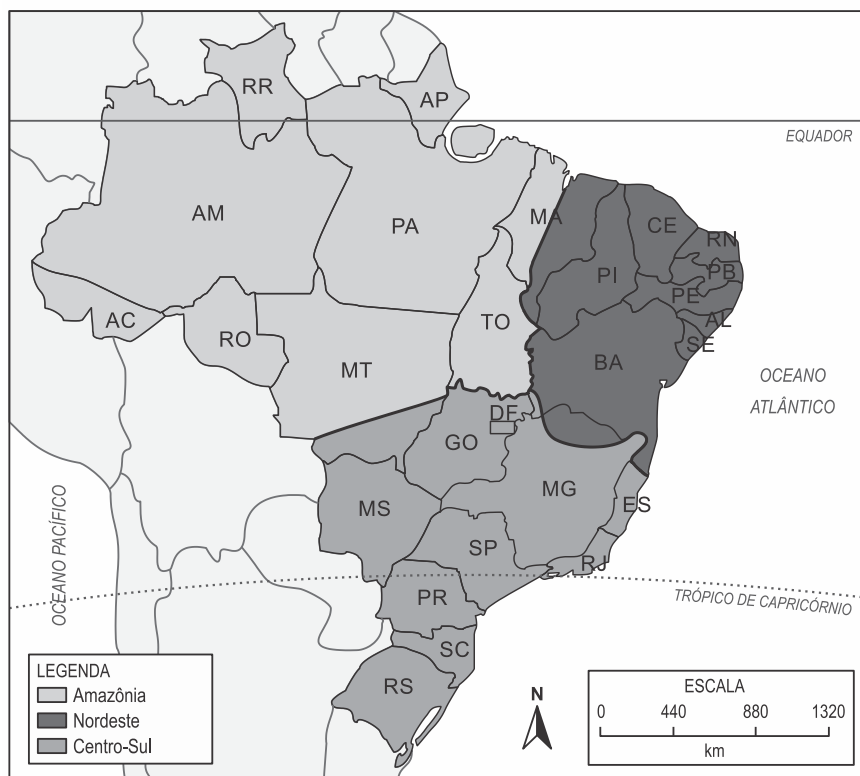 RR
AP
EQUADOR
AM
PA
MA
CE
RN
PI
PB
PE
AL
AC
RO
TO
SE
MT
BA
OCEANO
ATLÂNTICO
DF
GO
MG
MS
ES
OCEANO PACÍFICO
SP
RJ
PR
TRÓPICO DE CAPRICÓRNIO
SC
RS
LEGENDA
Amazônia
Nordeste
Centro-Sul
N
ESCALA
0 440 880 1320
km